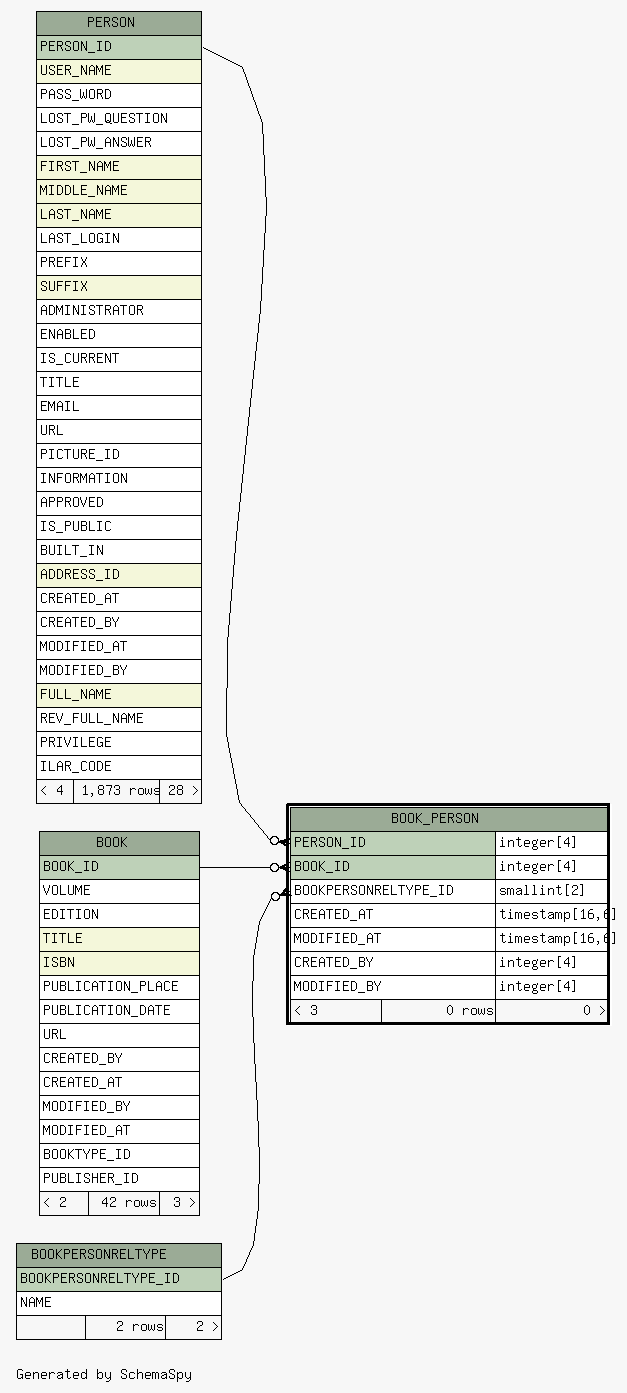 PERSON
PERSON_ID
USER_NAME
PASS_WORD
LOST_PW_QUESTION
LOST_PW_ANSWER
FIRST_NAME
MIDDLE_NAME
LAST_NAME
LAST_LOGIN
PREFIX
SUFFIX
ADMINISTRATOR
ENABLED
IS_CURRENT
TITLE
EMAIL
URL
PICTURE_ID
INFORMATION
APPROVED
IS_PUBLIC
BUILT_IN
ADDRESS_ID
CREATED_AT
CREATED_BY
MODIFIED_AT
MODIFIED_BY
FULL_NAME
REV_FULL_NAME
PRIVILEGE
ILAR_CODE
< 4 1,873 rows 28 >
BOOK
BOOK_ID
VOLUME
EDITION
TITLE
ISBN
PUBLICATION_PLACE
PUBLICATION_DATE
URL
CREATED_BY
CREATED_AT
MODIFIED_BY
MODIFIED_AT
BOOKTYPE_ID
PUBLISHER_ID
< 2 42 rows 3 >
BOOKPERSONRELTYPE
BOOKPERSONRELTYPE_ID
NAME
2 rows 2 >
BOOK_PERSON
PERSON_ID integer[4]
BOOK_ID integer[4]
BOOKPERSONRELTYPE_ID smallint[2]
CREATED_AT timestamp[16,6]
MODIFIED_AT timestamp[16,6]
CREATED_BY integer[4]
MODIFIED_BY integer[4]
< 3 0 rows 0 >
Generated by SchemaSpy